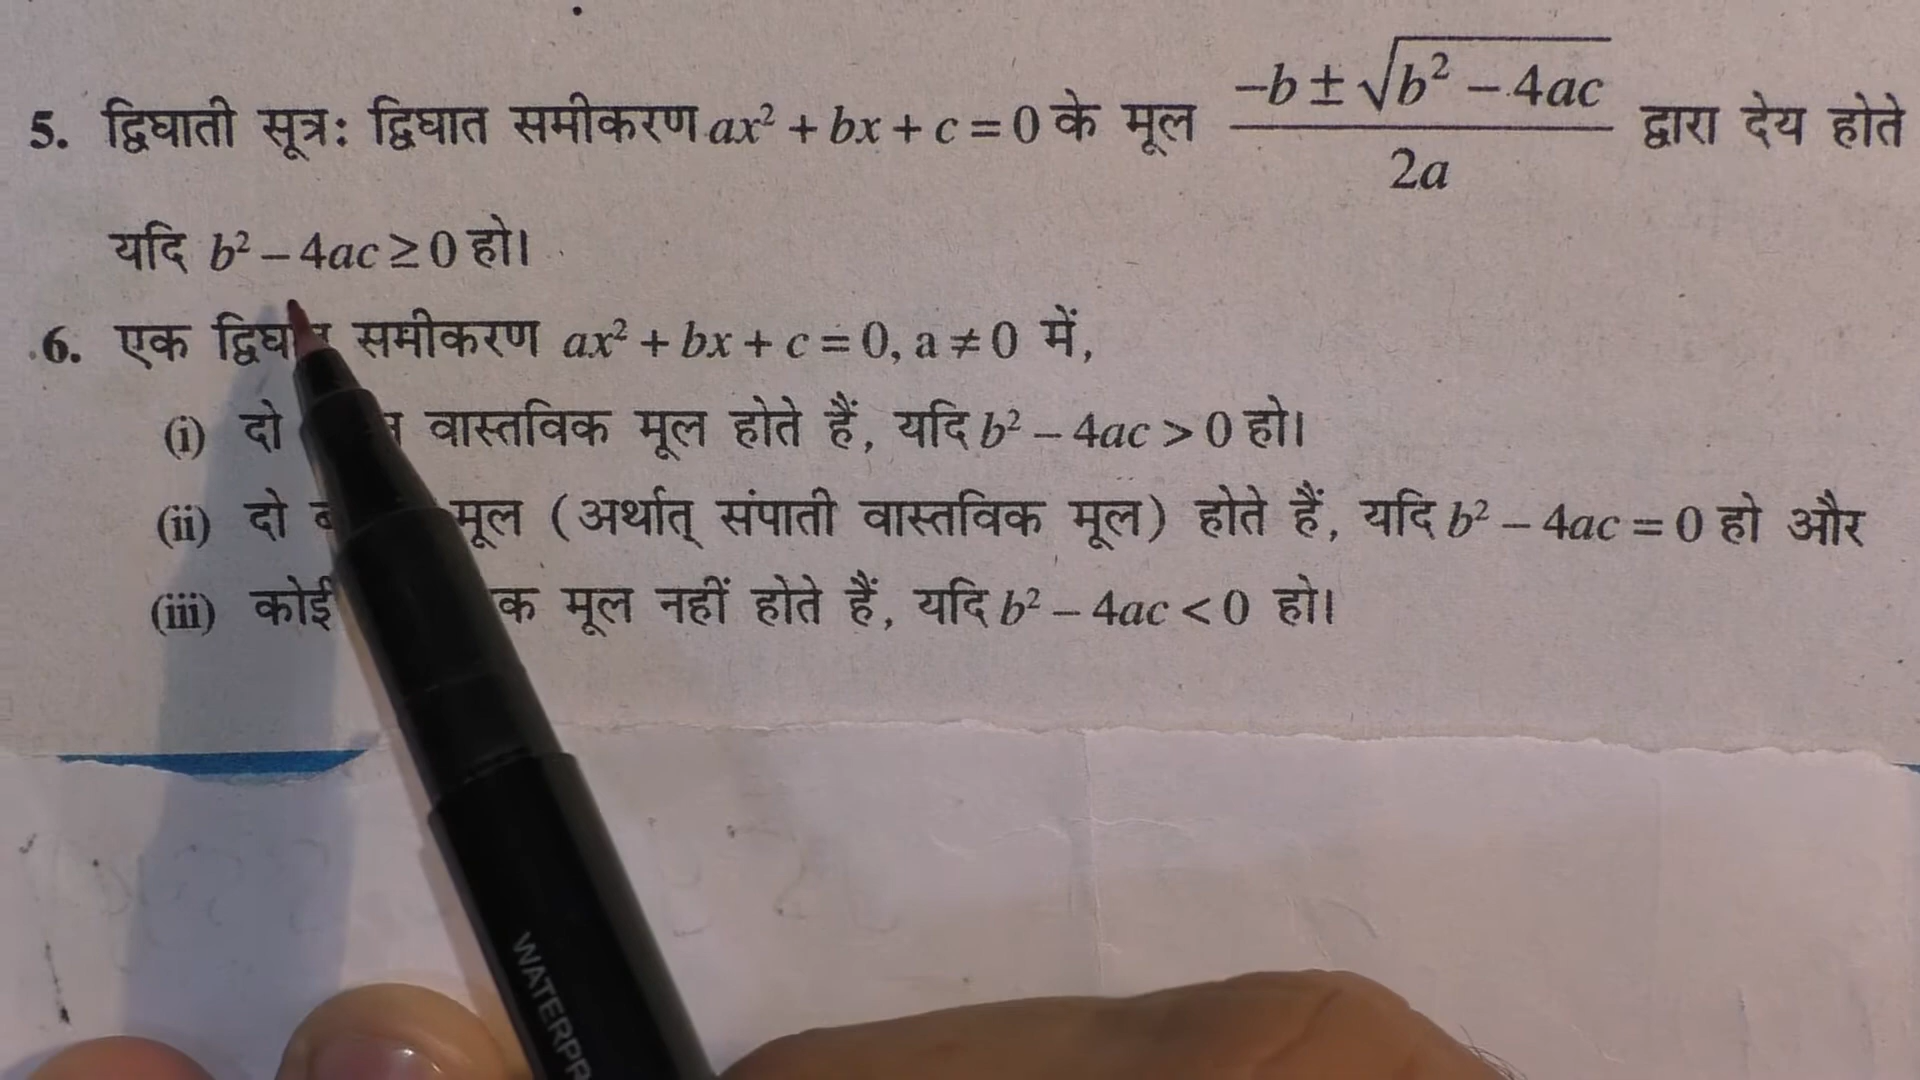 5. द्विघाती सूत्र: द्विघात समीकरण ax² + bx + c = 0 के मूल (-b ± √(b² – 4ac))/2a द्वारा देय होते
यदि b² – 4ac ≥ 0 हो।
6. एक समीकरण ax² + bx + c = 0, a ≠ 0 में,
(i) दो वास्तविक मूल होते हैं, यदि b² – 4ac > 0 हो।
(ii) दो मूल (अर्थात् संपाती वास्तविक मूल) होते हैं, यदि b² – 4ac = 0 हो और
(iii) कोई मूल नहीं होते हैं, यदि b² – 4ac < 0 हो।
WATERPR